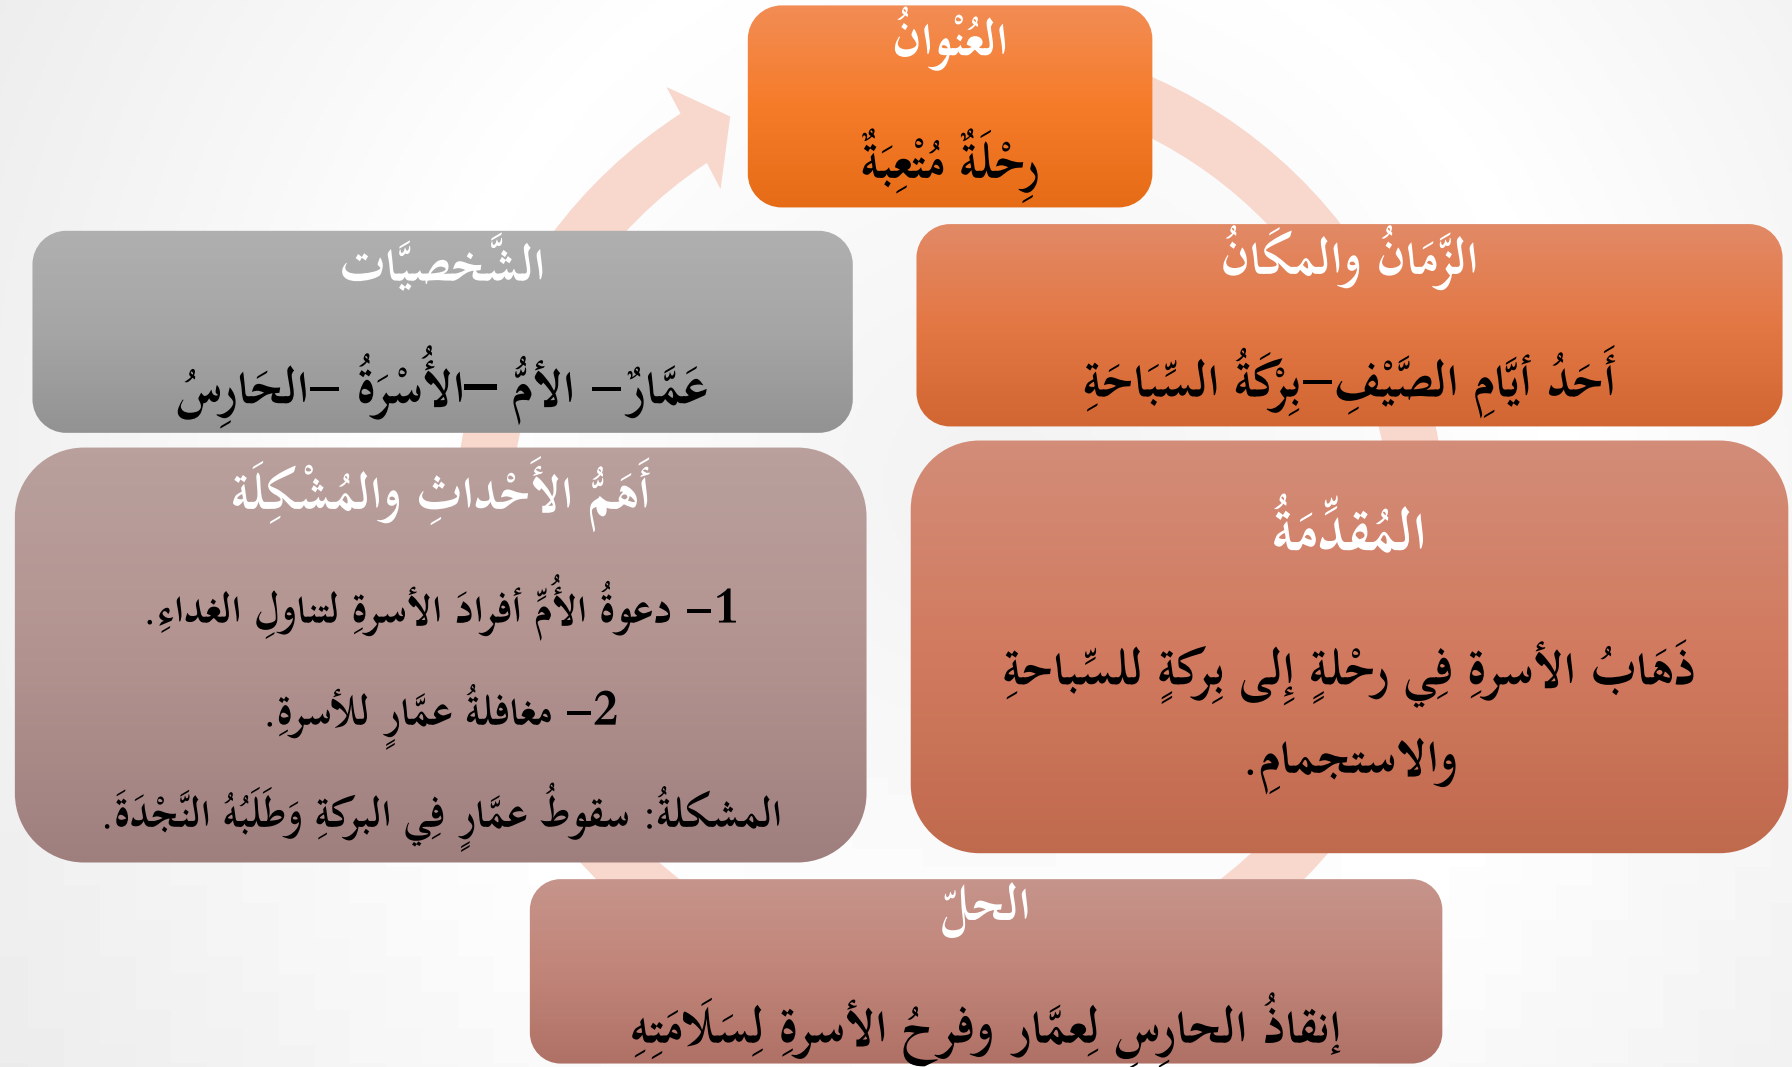 العُنْوانُ
رِحْلَةٌ مُتْعِبَةٌ
الزَّمَانُ والمكَانُ
أَحَدُ أيَّامِ الصَّيْفِ–بِرْكَةُ السِّبَاحَةِ
المُقدِّمَةُ
ذَهَابُ الأسرةِ فِي رحْلةٍ إِلى بِركةٍ للسِّباحةِ
والاستجمامِ.
الحلّ
إنقاذُ الحارِسِ لِعمَّار وفرحُ الأسرةِ لِسَلَامَتِهِ
أَهَمُّ الأَحْداثِ والمُشْكِلَة
1– دعوةُ الأُمِّ أفرادَ الأسرةِ لتناولِ الغداءِ.
2– مغافلةُ عمَّارٍ للأسرةِ.
المشكلةُ: سقوطُ عمَّارٍ فِي البركةِ وَطَلَبُهُ النَّجْدَةَ.
الشَّخصيَّات
عَمَّارٌ– الأمُّ –الأُسْرَةُ –الحَارِسُ